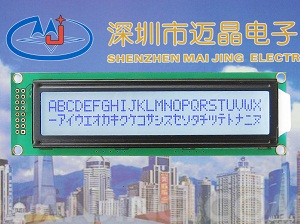 MJ
深圳市迈晶电子
SHENZHEN MAI JING ELECTR
ABCDEFGHIJKLMNOPQRSTUVWX
ーアイウエオカキクケコサシスセソタチツテトナニヌ